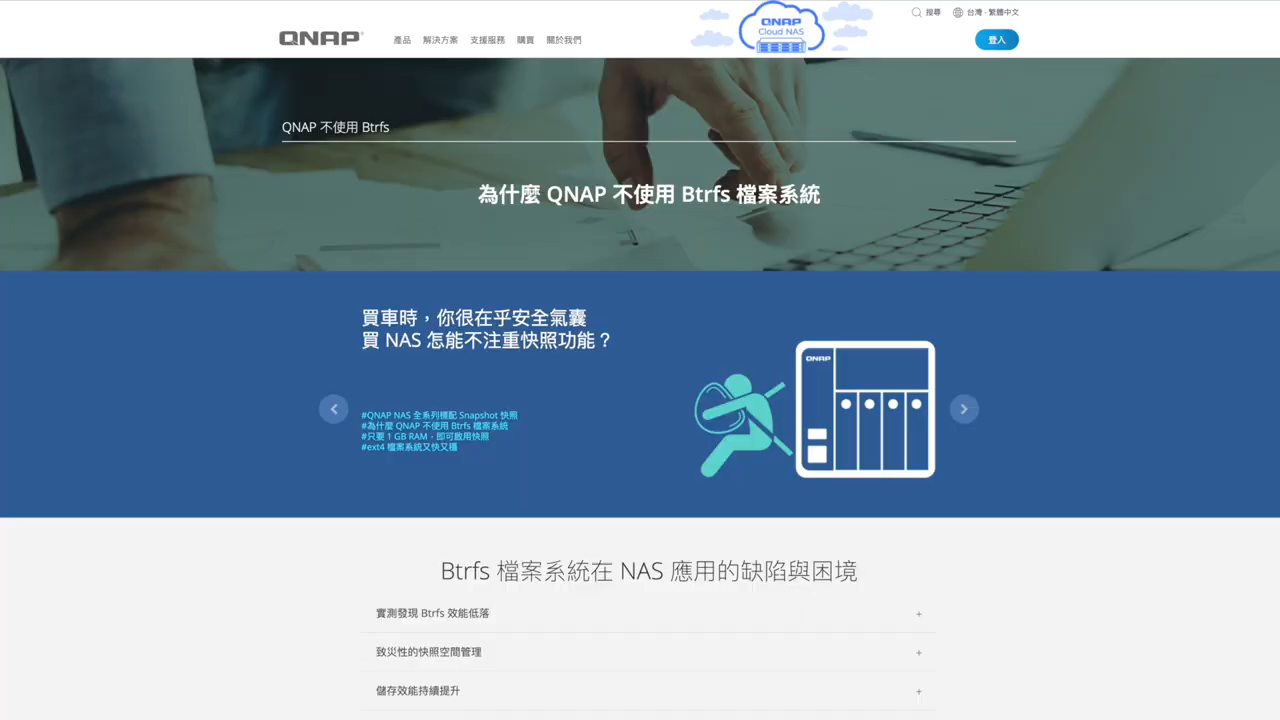 搜尋
台灣 - 繁體中文
QNAP
Cloud NAS
QNAP
產品
解決方案
支援服務
購買
關於我們
登入
QNAP 不使用 Btrfs
為什麼 QNAP 不使用 Btrfs 檔案系統
買車時，你很在乎安全氣囊
買 NAS 怎能不注重快照功能？
QNAP
#QNAP NAS 全系列標配 Snapshot 快照
#為什麼 QNAP 不使用 Btrfs 檔案系統
#只要 1 GB RAM，即可啟用快照
#ext4 檔案系統又快又穩
Btrfs 檔案系統在 NAS 應用的缺陷與困境
實測發現 Btrfs 效能低落
+
致災性的快照空間管理
+
儲存效能持續提升
+